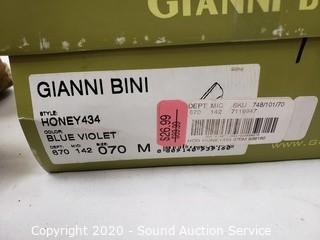 GIANNI BI
GIANNI BINI
STYLE:
HONEY434
COLOR:
BLUE VIOLET
DEPT. MIC. SIZE:
670 142 070 M
$26.99
DEPT MIC SKU 748/101/70
670 142 7119947
Copyright - 2020 - Sound Auction Service